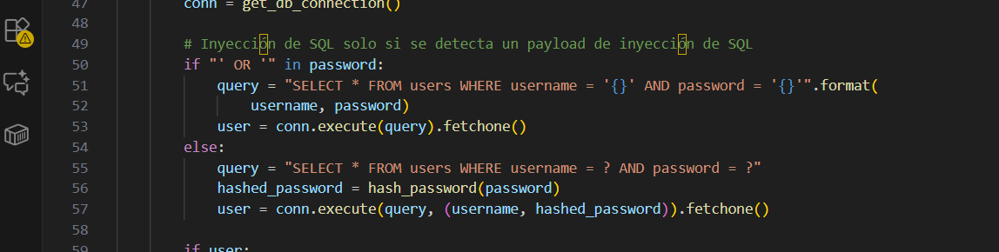 47 conn = get_db_connection()
48
49 # Inyección de SQL solo si se detecta un payload de inyección de SQL
50 if "' OR '" in password:
51 query = "SELECT * FROM users WHERE username = '{}' AND password = '{}'".format(
52 username, password)
53 user = conn.execute(query).fetchone()
54 else:
55 query = "SELECT * FROM users WHERE username = ? AND password = ?"
56 hashed_password = hash_password(password)
57 user = conn.execute(query, (username, hashed_password)).fetchone()
58
59 if user: